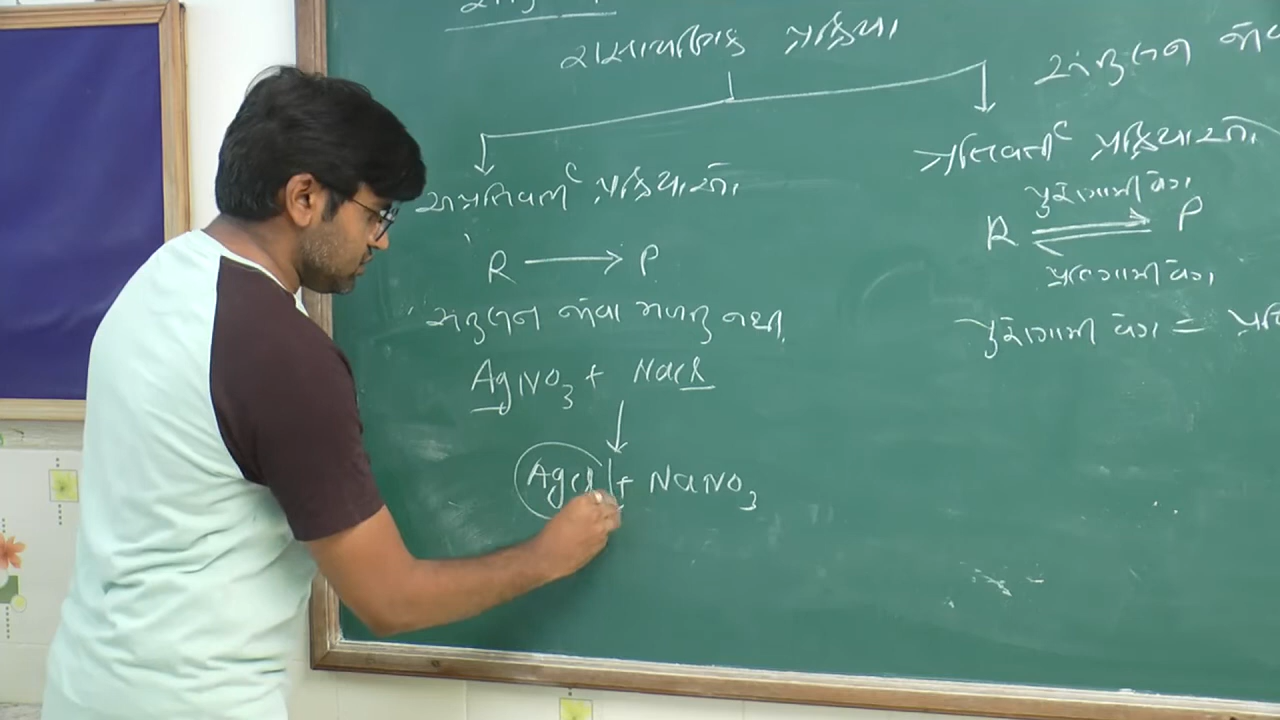 રાસાયણિક પ્રક્રિયા
અપ્રતિવર્તી પ્રક્રિયાઓ
R ⟶ P
સંતુલન જોવા મળતું નથી.
AgNO₃ + NaCl
↓
AgCl↓ + NaNO₃
સંતુલન
પ્રતિવર્તી પ્રક્રિયાઓ.
પુરોગામી વેગ
R ⇌ P
પ્રતિગામી વેગ
પુરોગામી વેગ =